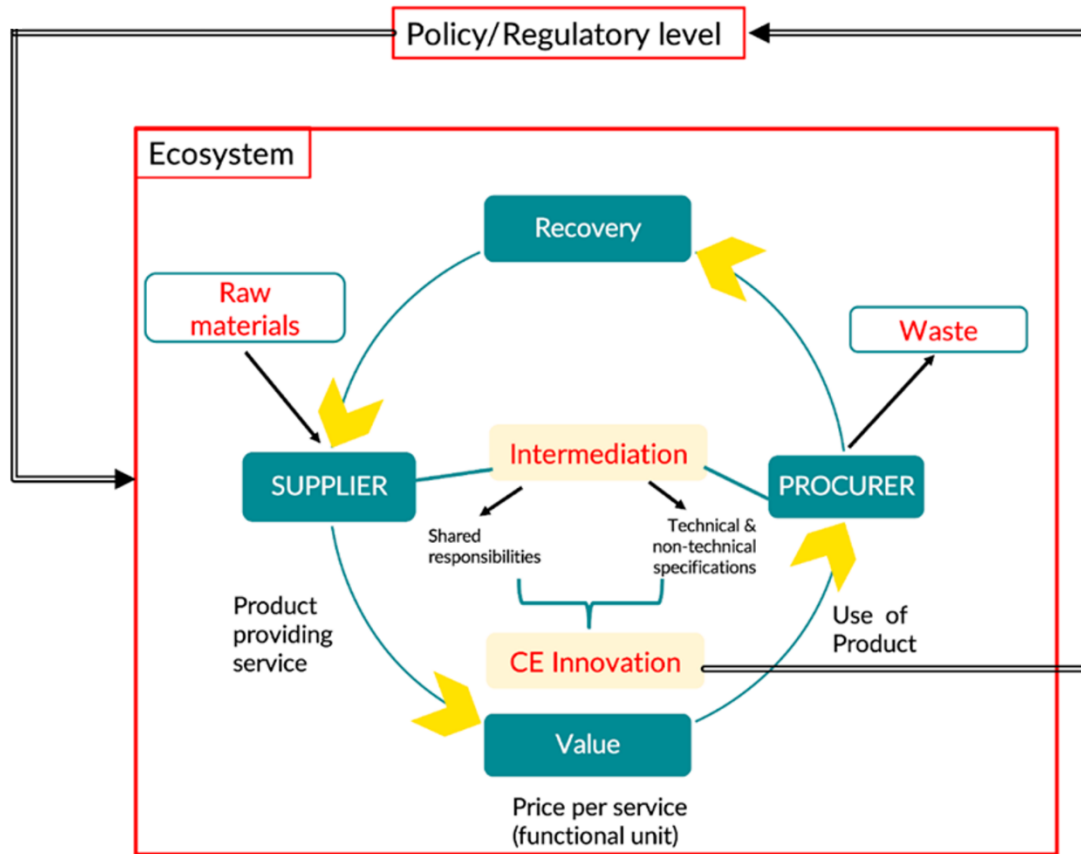 Policy/Regulatory level
Ecosystem
Recovery
Raw
materials
Waste
Intermediation
SUPPLIER
PROCURER
Shared
responsibilities
Technical &
non-technical
specifications
Product
providing
service
Use of
Product
CE Innovation
Value
Price per service
(functional unit)